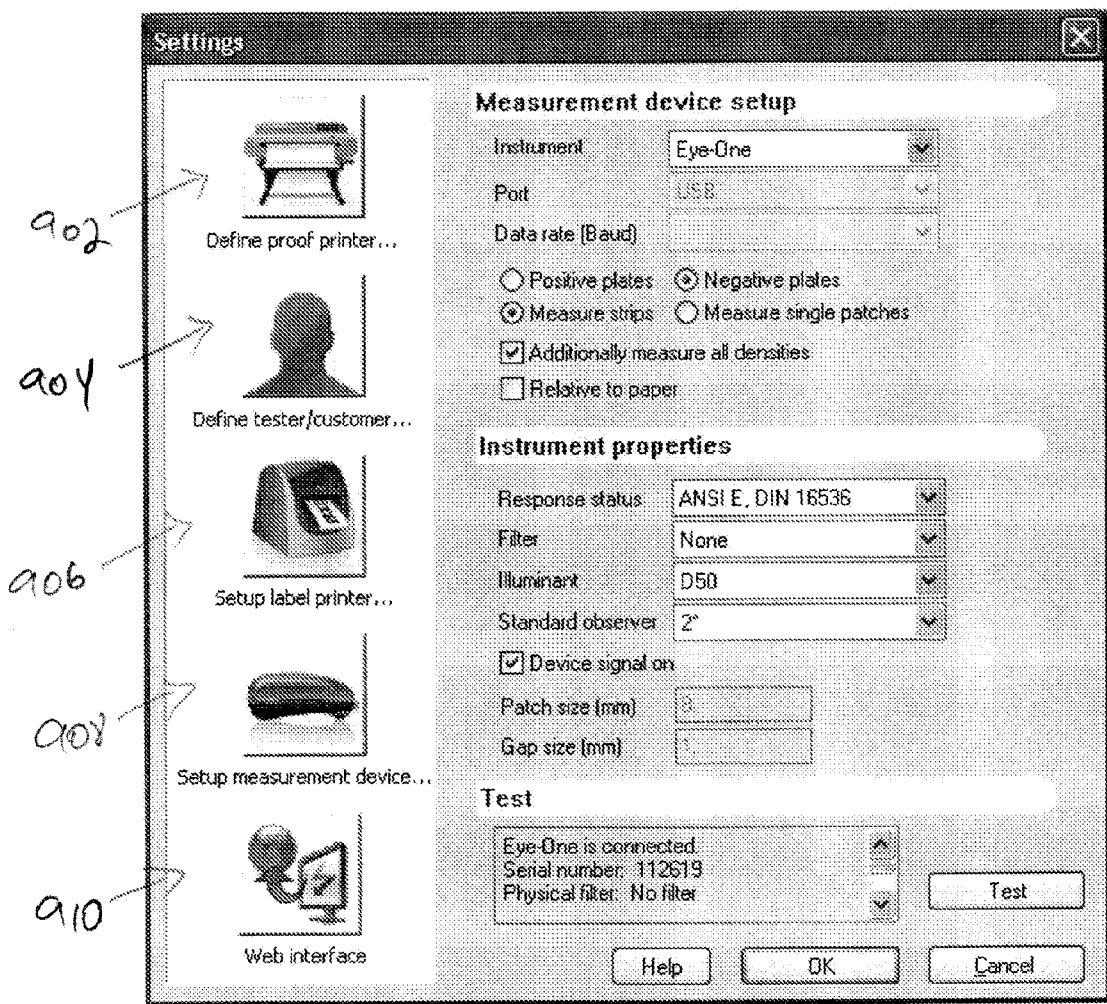 Settings
902
Define proof printer...
904
Define tester/customer...
906
Setup label printer...
908
Setup measurement device...
910
Web interface
Measurement device setup
Instrument Eye-One
Port USB
Data rate (Baud)
Positive plates Negative plates
Measure strips Measure single patches
Additionally measure all densities
Relative to paper
Instrument properties
Response status ANSI E, DIN 16536
Filter None
Illuminant D50
Standard observer 2°
Device signal on
Patch size (mm) 8
Gap size (mm) 1
Test
Eye-One is connected.
Serial number: 112619
Physical filter: No filter
Test
Help OK Cancel